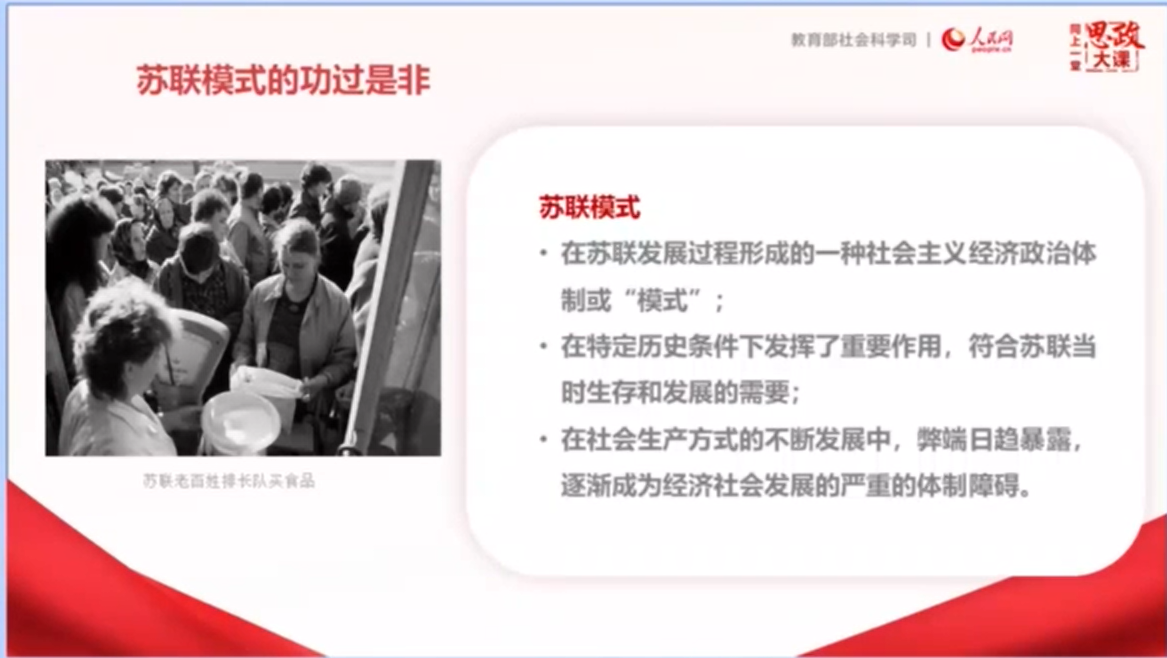 教育部社会科学司 | 人民网
people.cn
同上一堂
思政
大课
苏联模式的功过是非
苏联模式
• 在苏联发展过程形成的一种社会主义经济政治体
制或“模式”；
• 在特定历史条件下发挥了重要作用，符合苏联当
时生存和发展的需要；
• 在社会生产方式的不断发展中，弊端日趋暴露，
逐渐成为经济社会发展的严重的体制障碍。
苏联老百姓排长队买食品